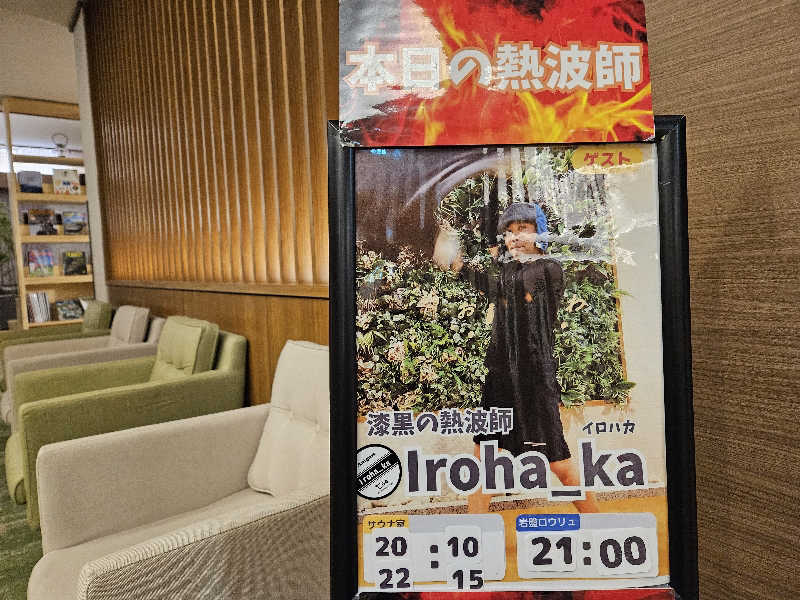 本日の熱波師
ゲスト
漆黒の熱波師
イロハカ
Iroha_ka
Iroha_ka
サウナ室
20:10
22 15
岩盤ロウリュ
21:00